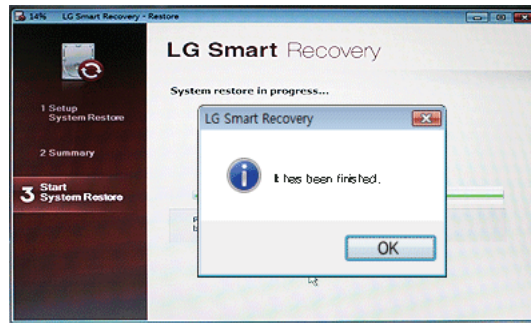 14% LG Smart Recovery - Restore
LG Smart Recovery
System restore in progress...
1 Setup
System Restore
2 Summary
3 Start
System Restore
LG Smart Recovery
It has been finished.
OK